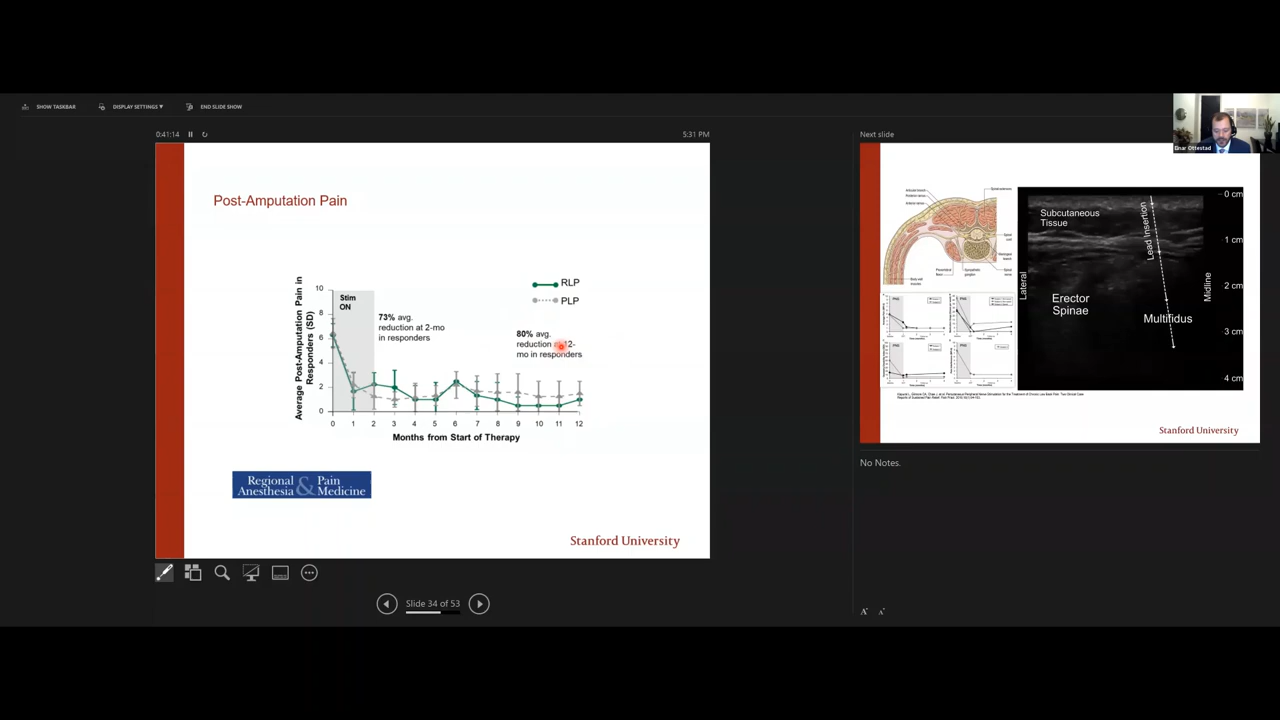 SHOW TASKBAR
DISPLAY SETTINGS ▼
END SLIDE SHOW
0:41:14
5:31 PM
Post-Amputation Pain
Average Post-Amputation Pain in
Responders (SD)
10
8
6
4
2
0
Stim
ON
73% avg.
reduction at 2-mo
in responders
RLP
PLP
80% avg.
reduction 12-
mo in responders
0 1 2 3 4 5 6 7 8 9 10 11 12
Months from Start of Therapy
Regional & Pain
Anesthesia Medicine
Stanford University
Slide 34 of 53
Next slide
Einar Ottestad
Subcutaneous
Tissue
Lead Insertion
Lateral
Erector
Spinae
Multifidus
Midline
0 cm
1 cm
2 cm
3 cm
4 cm
Stanford University
No Notes.
A
A